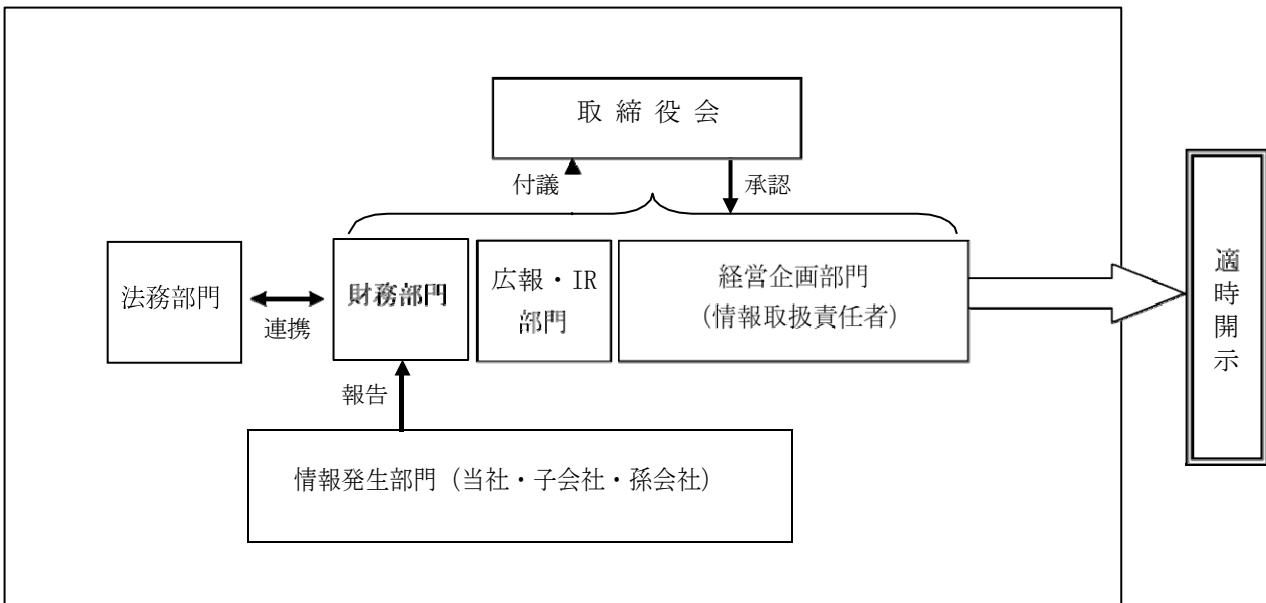 取 締 役 会
付議
承認
法務部門
連携
財務部門
広報・IR
部門
経営企画部門
(情報取扱責任者)
適時開示
報告
情報発生部門 (当社・子会社・孫会社)